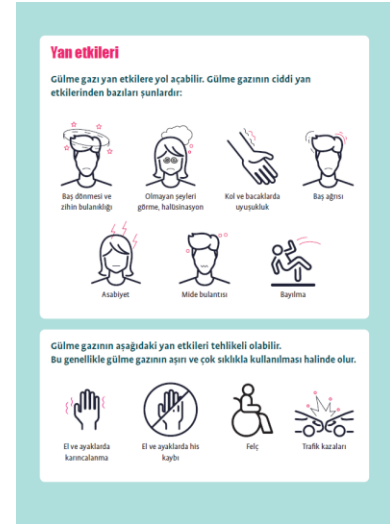 Yan etkileri
Gülme gazı yan etkilere yol açabilir. Gülme gazının ciddi yan
etkilerinden bazıları şunlardır:
Baş dönmesi ve
zihin bulanıklığı
Olmayan şeyleri
görme, halüsinasyon
Kol ve bacaklarda
uyuşukluk
Baş ağrısı
Asabiyet
Mide bulantısı
Bayılma
Gülme gazının aşağıdaki yan etkileri tehlikeli olabilir.
Bu genellikle gülme gazının aşırı ve çok sıklıkla kullanılması halinde olur.
El ve ayaklarda
karıncalanma
El ve ayaklarda his
kaybı
Felç
Trafik kazaları